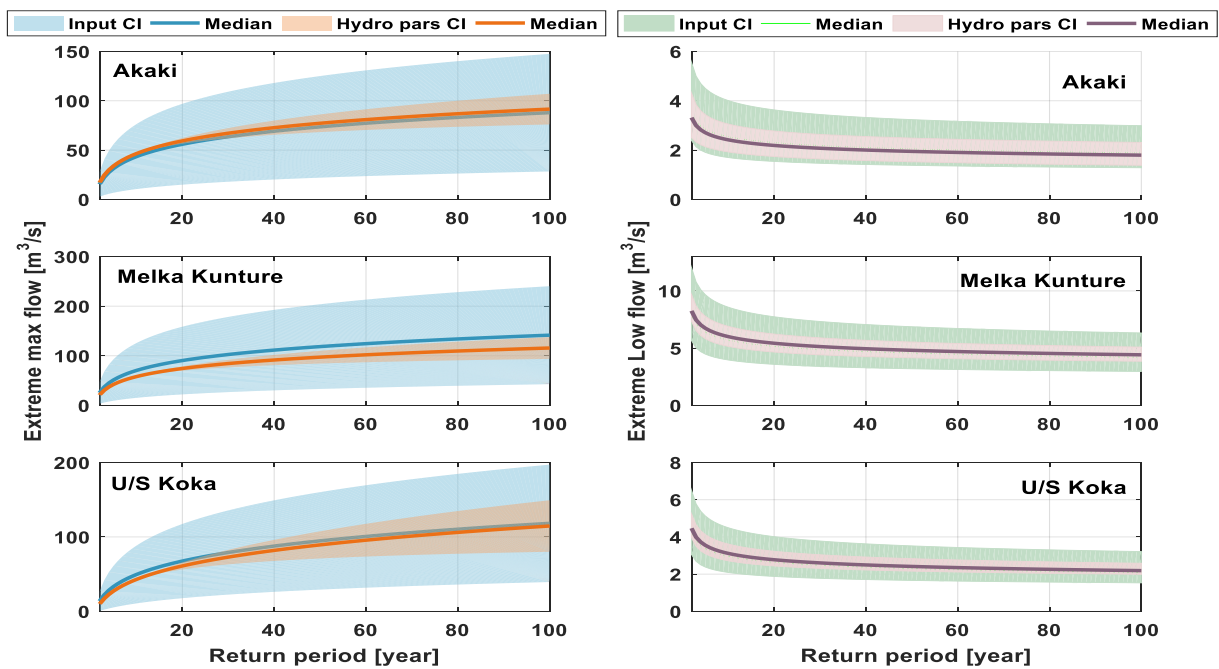 Input CI Median Hydro pars CI Median
Input CI Median Hydro pars CI Median
Extreme max flow [m³/s]
150
100
50
0
Akaki
20 40 60 80 100
300
200
100
0
Melka Kunture
20 40 60 80 100
200
100
0
U/S Koka
20 40 60 80 100
Return period [year]
Extreme Low flow [m³/s]
6
4
2
0
Akaki
20 40 60 80 100
10
5
0
Melka Kunture
20 40 60 80 100
8
6
4
2
0
U/S Koka
20 40 60 80 100
Return period [year]